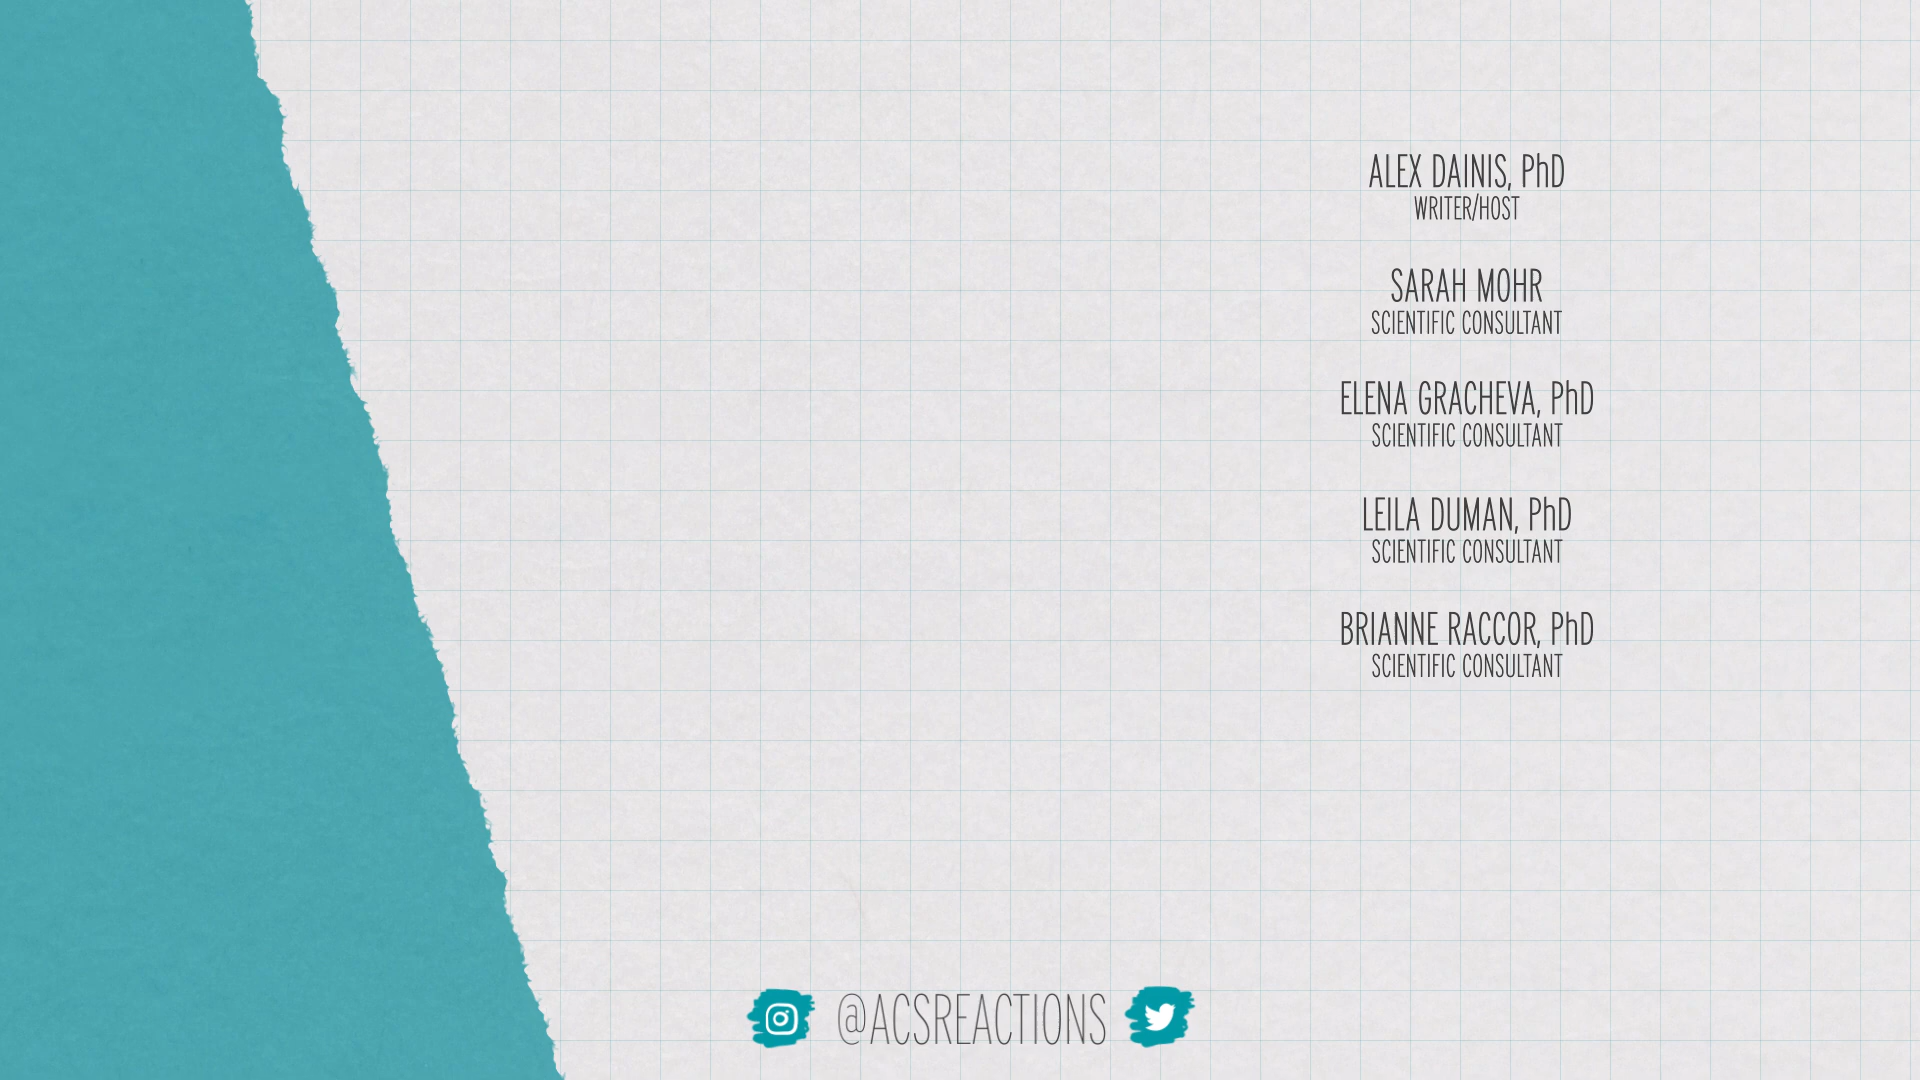 ALEX DAINIS, PhD
WRITER/HOST
SARAH MOHR
SCIENTIFIC CONSULTANT
ELENA GRACHEVA, PhD
SCIENTIFIC CONSULTANT
LEILA DUMAN, PhD
SCIENTIFIC CONSULTANT
BRIANNE RACCOR, PhD
SCIENTIFIC CONSULTANT
@ACSREACTIONS